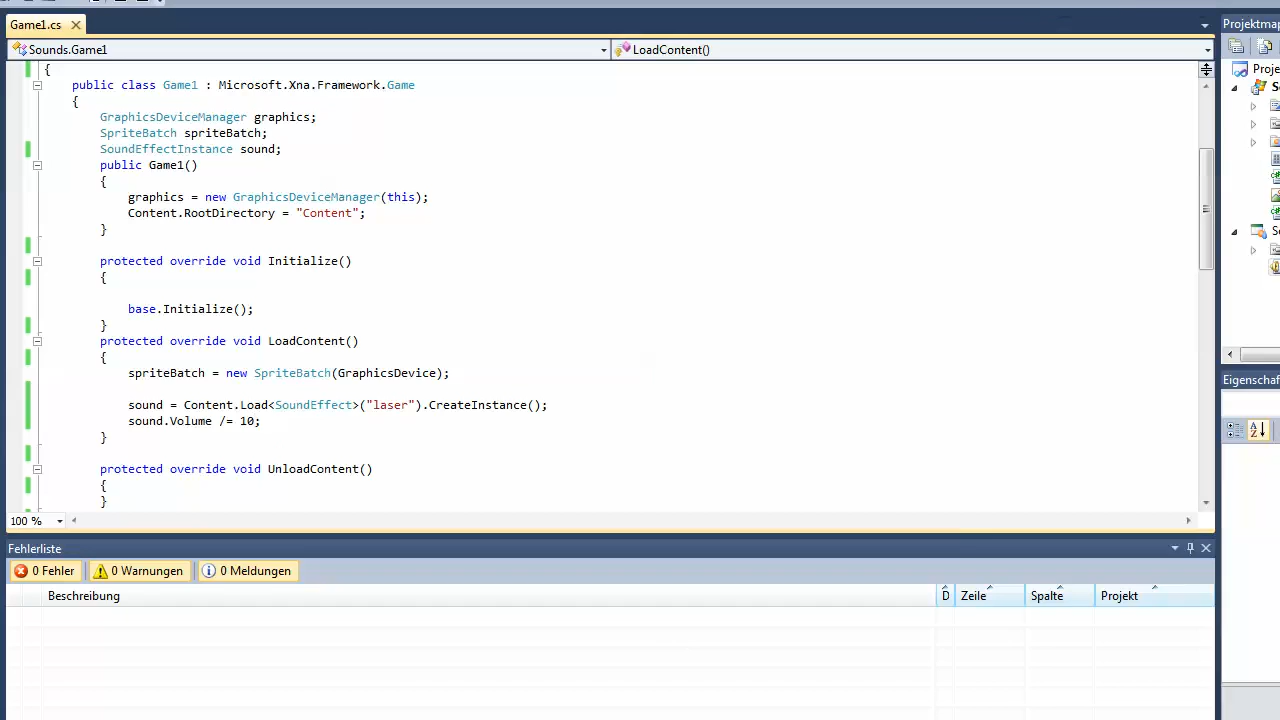 Game1.cs
Projektmap
Sounds.Game1
LoadContent()
{
Proje
public class Game1 : Microsoft.Xna.Framework.Game
{
GraphicsDeviceManager graphics;
SpriteBatch spriteBatch;
SoundEffectInstance sound;
public Game1()
{
graphics = new GraphicsDeviceManager(this);
Content.RootDirectory = "Content";
}
protected override void Initialize()
{
base.Initialize();
}
protected override void LoadContent()
{
spriteBatch = new SpriteBatch(GraphicsDevice);
Eigenschaf
sound = Content.Load<SoundEffect>("laser").CreateInstance();
sound.Volume /= 10;
}
protected override void UnloadContent()
{
}
100 %
Fehlerliste
0 Fehler
0 Warnungen
0 Meldungen
Beschreibung
D
Zeile
Spalte
Projekt